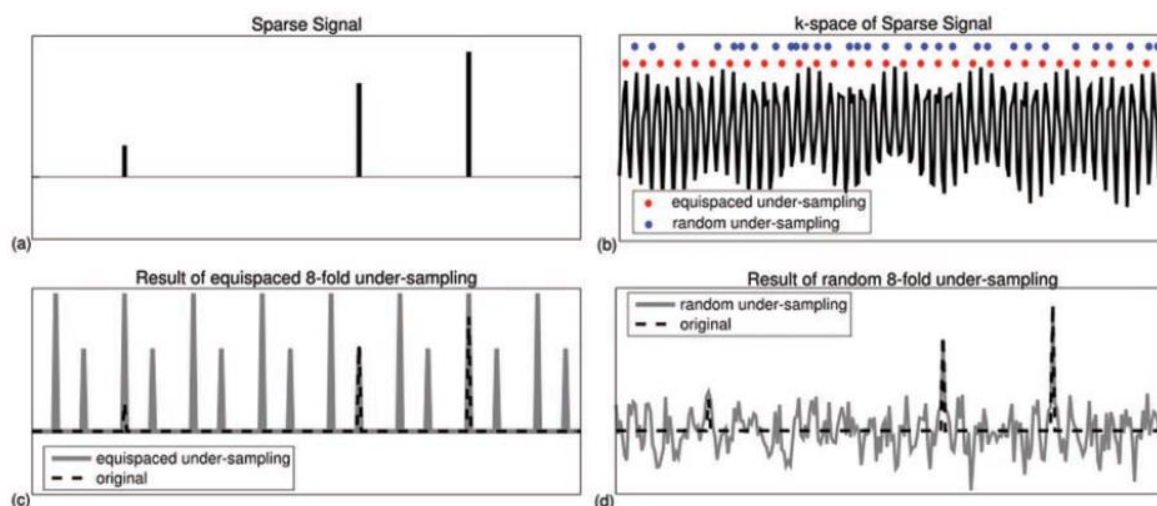 Sparse Signal
(a)
k-space of Sparse Signal
equispaced under-sampling
random under-sampling
(b)
Result of equispaced 8-fold under-sampling
equispaced under-sampling
original
(c)
Result of random 8-fold under-sampling
random under-sampling
original
(d)